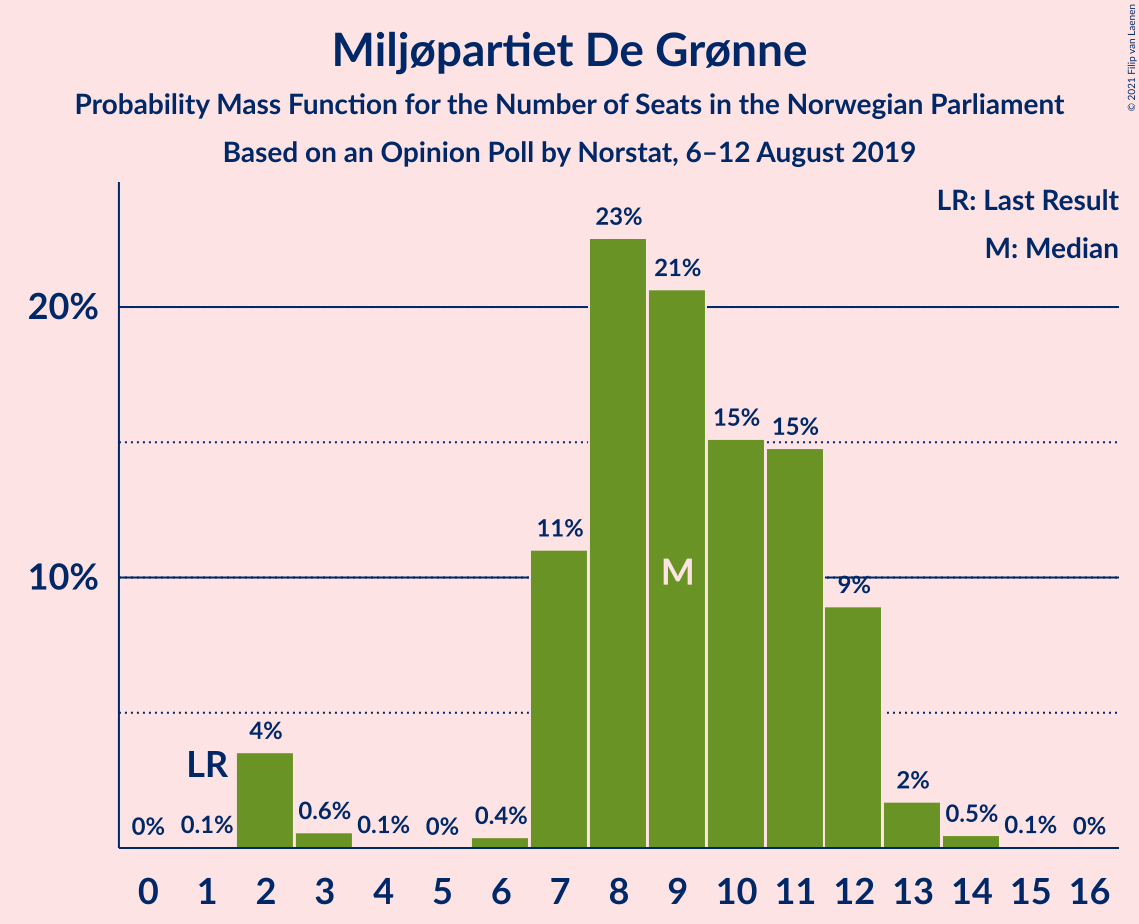 Miljøpartiet De Grønne
Probability Mass Function for the Number of Seats in the Norwegian Parliament
Based on an Opinion Poll by Norstat, 6–12 August 2019
© 2021 Filip van Laenen
LR: Last Result
M: Median
20%
10%
0%
0.1%
4%
0.6%
0.1%
0%
0.4%
11%
23%
21%
15%
15%
9%
2%
0.5%
0.1%
0%
LR
M
0 1 2 3 4 5 6 7 8 9 10 11 12 13 14 15 16